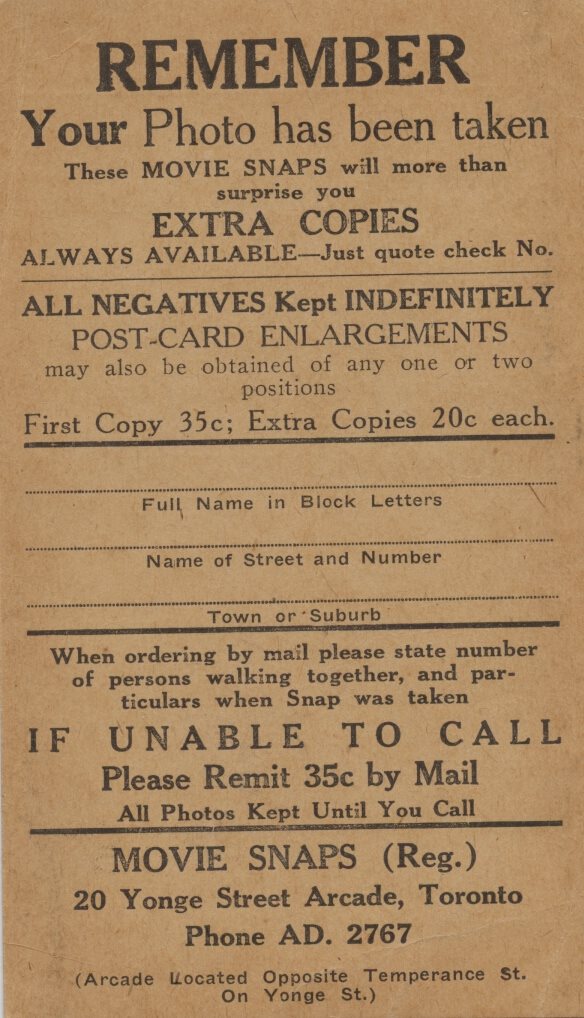 REMEMBER
Your Photo has been taken
These MOVIE SNAPS will more than
surprise you
EXTRA COPIES
ALWAYS AVAILABLE—Just quote check No.
ALL NEGATIVES Kept INDEFINITELY
POST-CARD ENLARGEMENTS
may also be obtained of any one or two
positions
First Copy 35c; Extra Copies 20c each.
Full Name in Block Letters
Name of Street and Number
Town or Suburb
When ordering by mail please state number
of persons walking together, and par-
ticulars when Snap was taken
IF UNABLE TO CALL
Please Remit 35c by Mail
All Photos Kept Until You Call
MOVIE SNAPS (Reg.)
20 Yonge Street Arcade, Toronto
Phone AD. 2767
(Arcade Located Opposite Temperance St.
On Yonge St.)